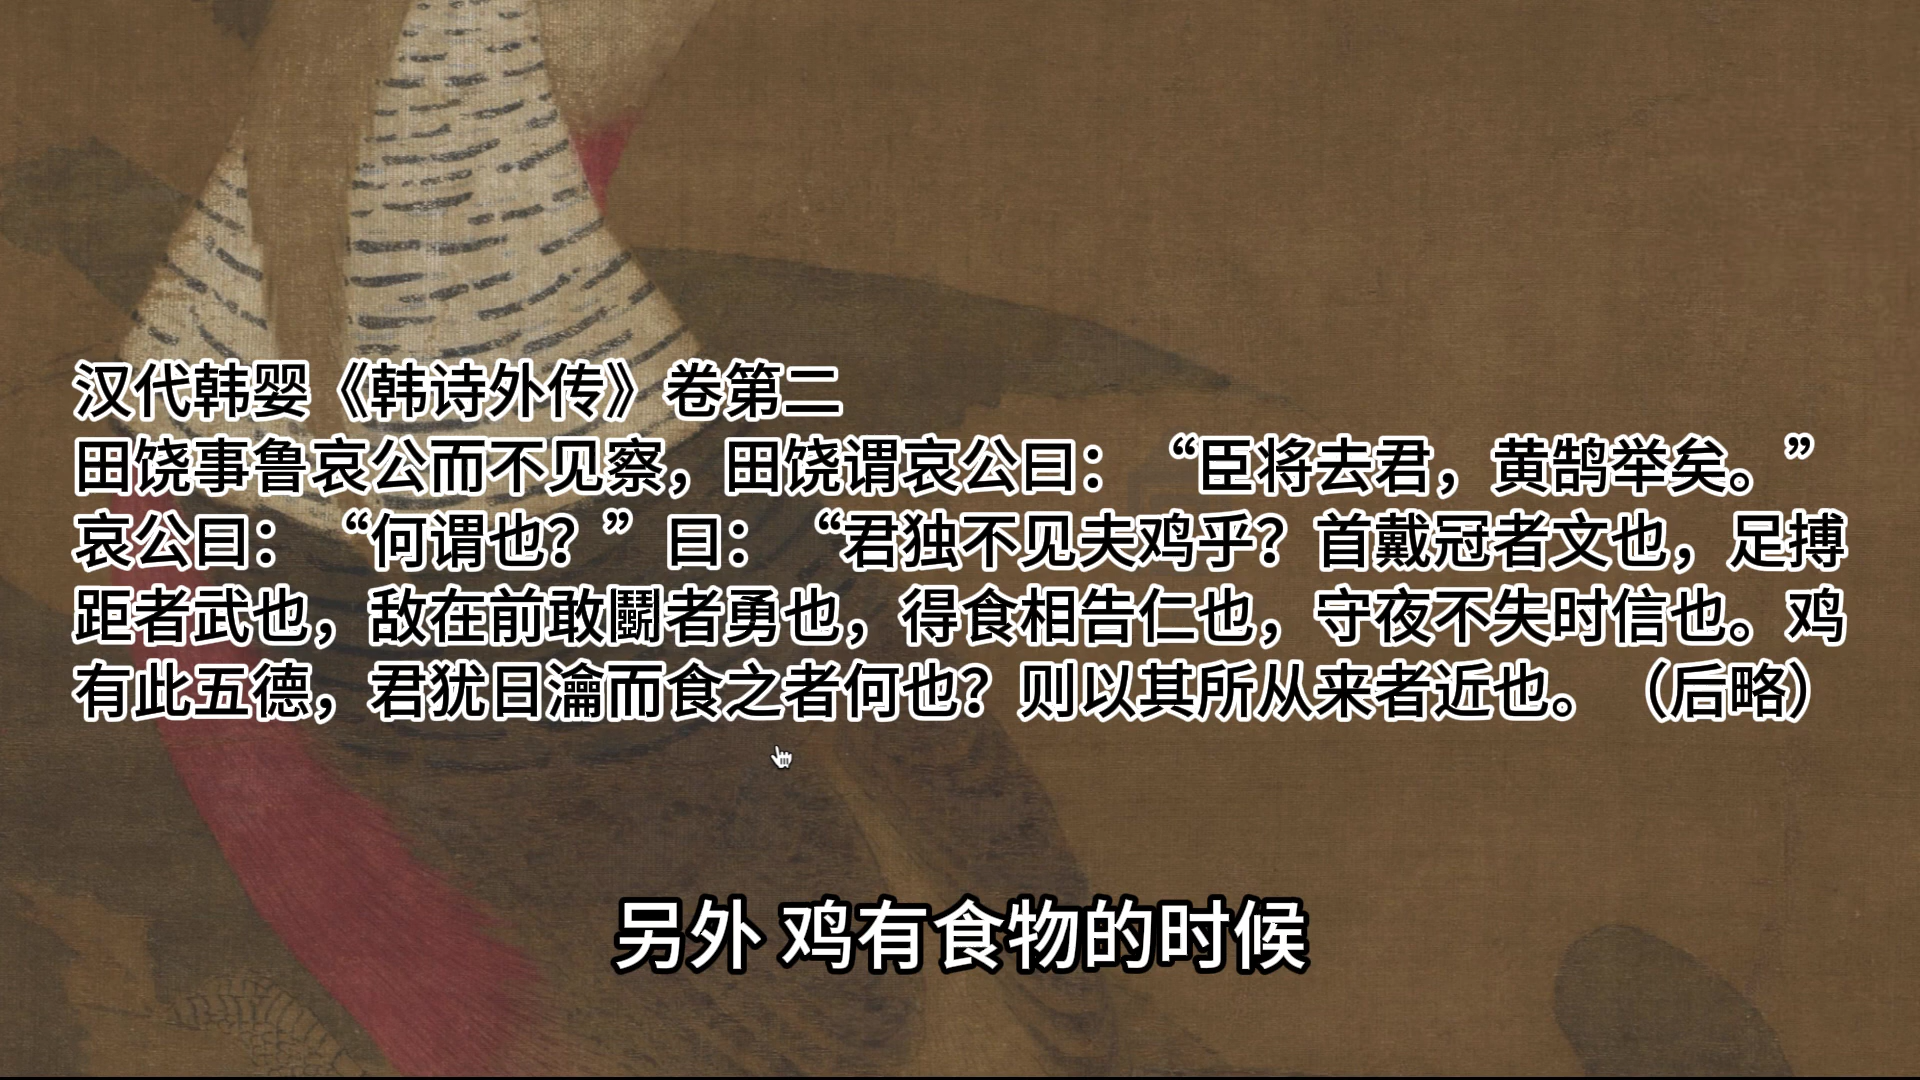 汉代韩婴《韩诗外传》卷第二
田饶事鲁哀公而不见察，田饶谓哀公曰：“臣将去君，黄鹄举矣。”
哀公曰：“何谓也？”曰：“君独不见夫鸡乎？首戴冠者文也，足搏
距者武也，敌在前敢鬭者勇也，得食相告仁也，守夜不失时信也。鸡
有此五德，君犹日瀹而食之者何也？则以其所从来者近也。（后略）
另外 鸡有食物的时候